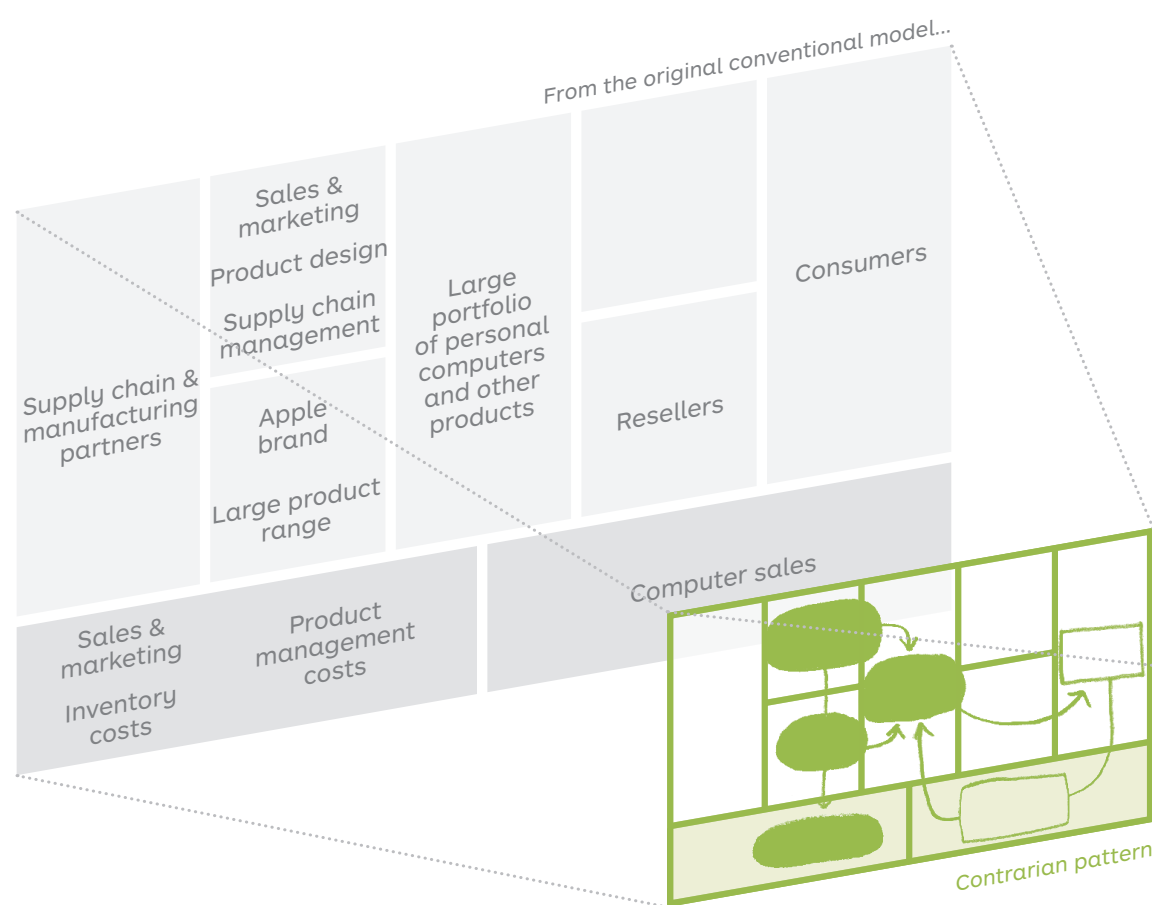 From the original conventional model...
Supply chain &
manufacturing
partners
Sales &
marketing
Product design
Supply chain
management
Apple
brand
Large product
range
Large
portfolio
of personal
computers
and other
products
Resellers
Consumers
Sales &
marketing
Inventory
costs
Product
management
costs
Computer sales
Contrarian pattern